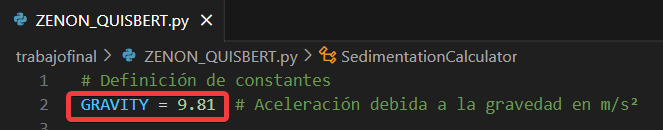 ZENON_QUISBERT.py ×
trabajofinal > ZENON_QUISBERT.py > SedimentationCalculator
1 # Definición de constantes
2 GRAVITY = 9.81 # Aceleración debida a la gravedad en m/s²
3